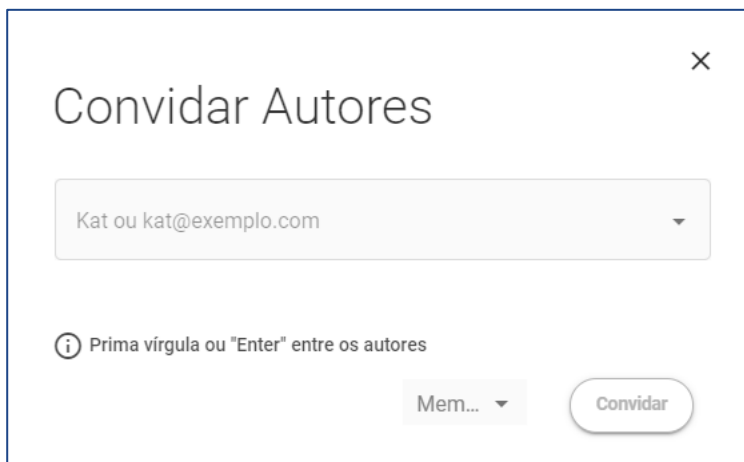 Convidar Autores
Kat ou kat@exemplo.com
Prima vírgula ou "Enter" entre os autores
Mem... Convidar